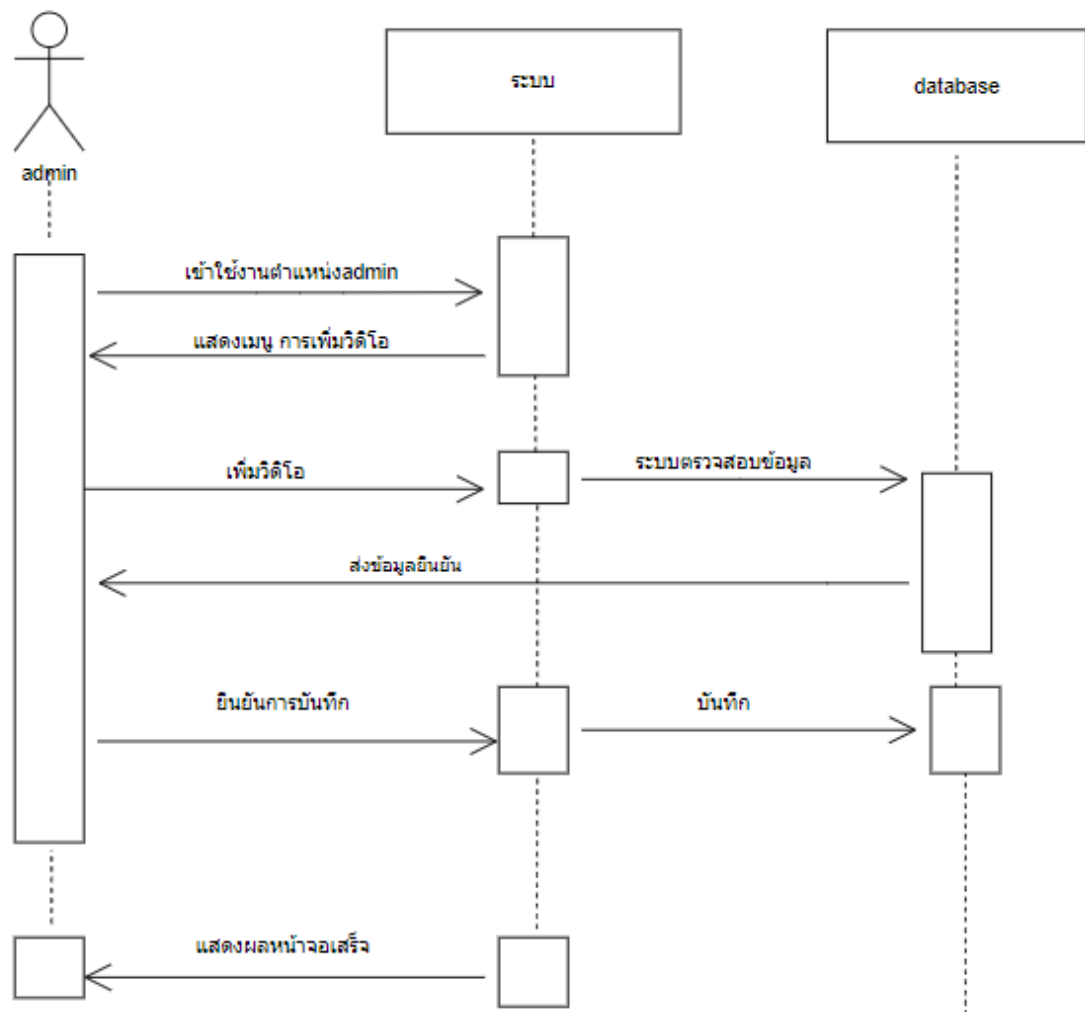 ระบบ
database
admin
เข้าใช้งานตำแหน่งadmin
แสดงเมนู การเพิ่มวิดิโอ
เพิ่มวิดิโอ
ระบบตรวจสอบข้อมูล
ส่งข้อมูลยืนยัน
ยืนยันการบันทึก
บันทึก
แสดงผลหน้าจอเสร็จ